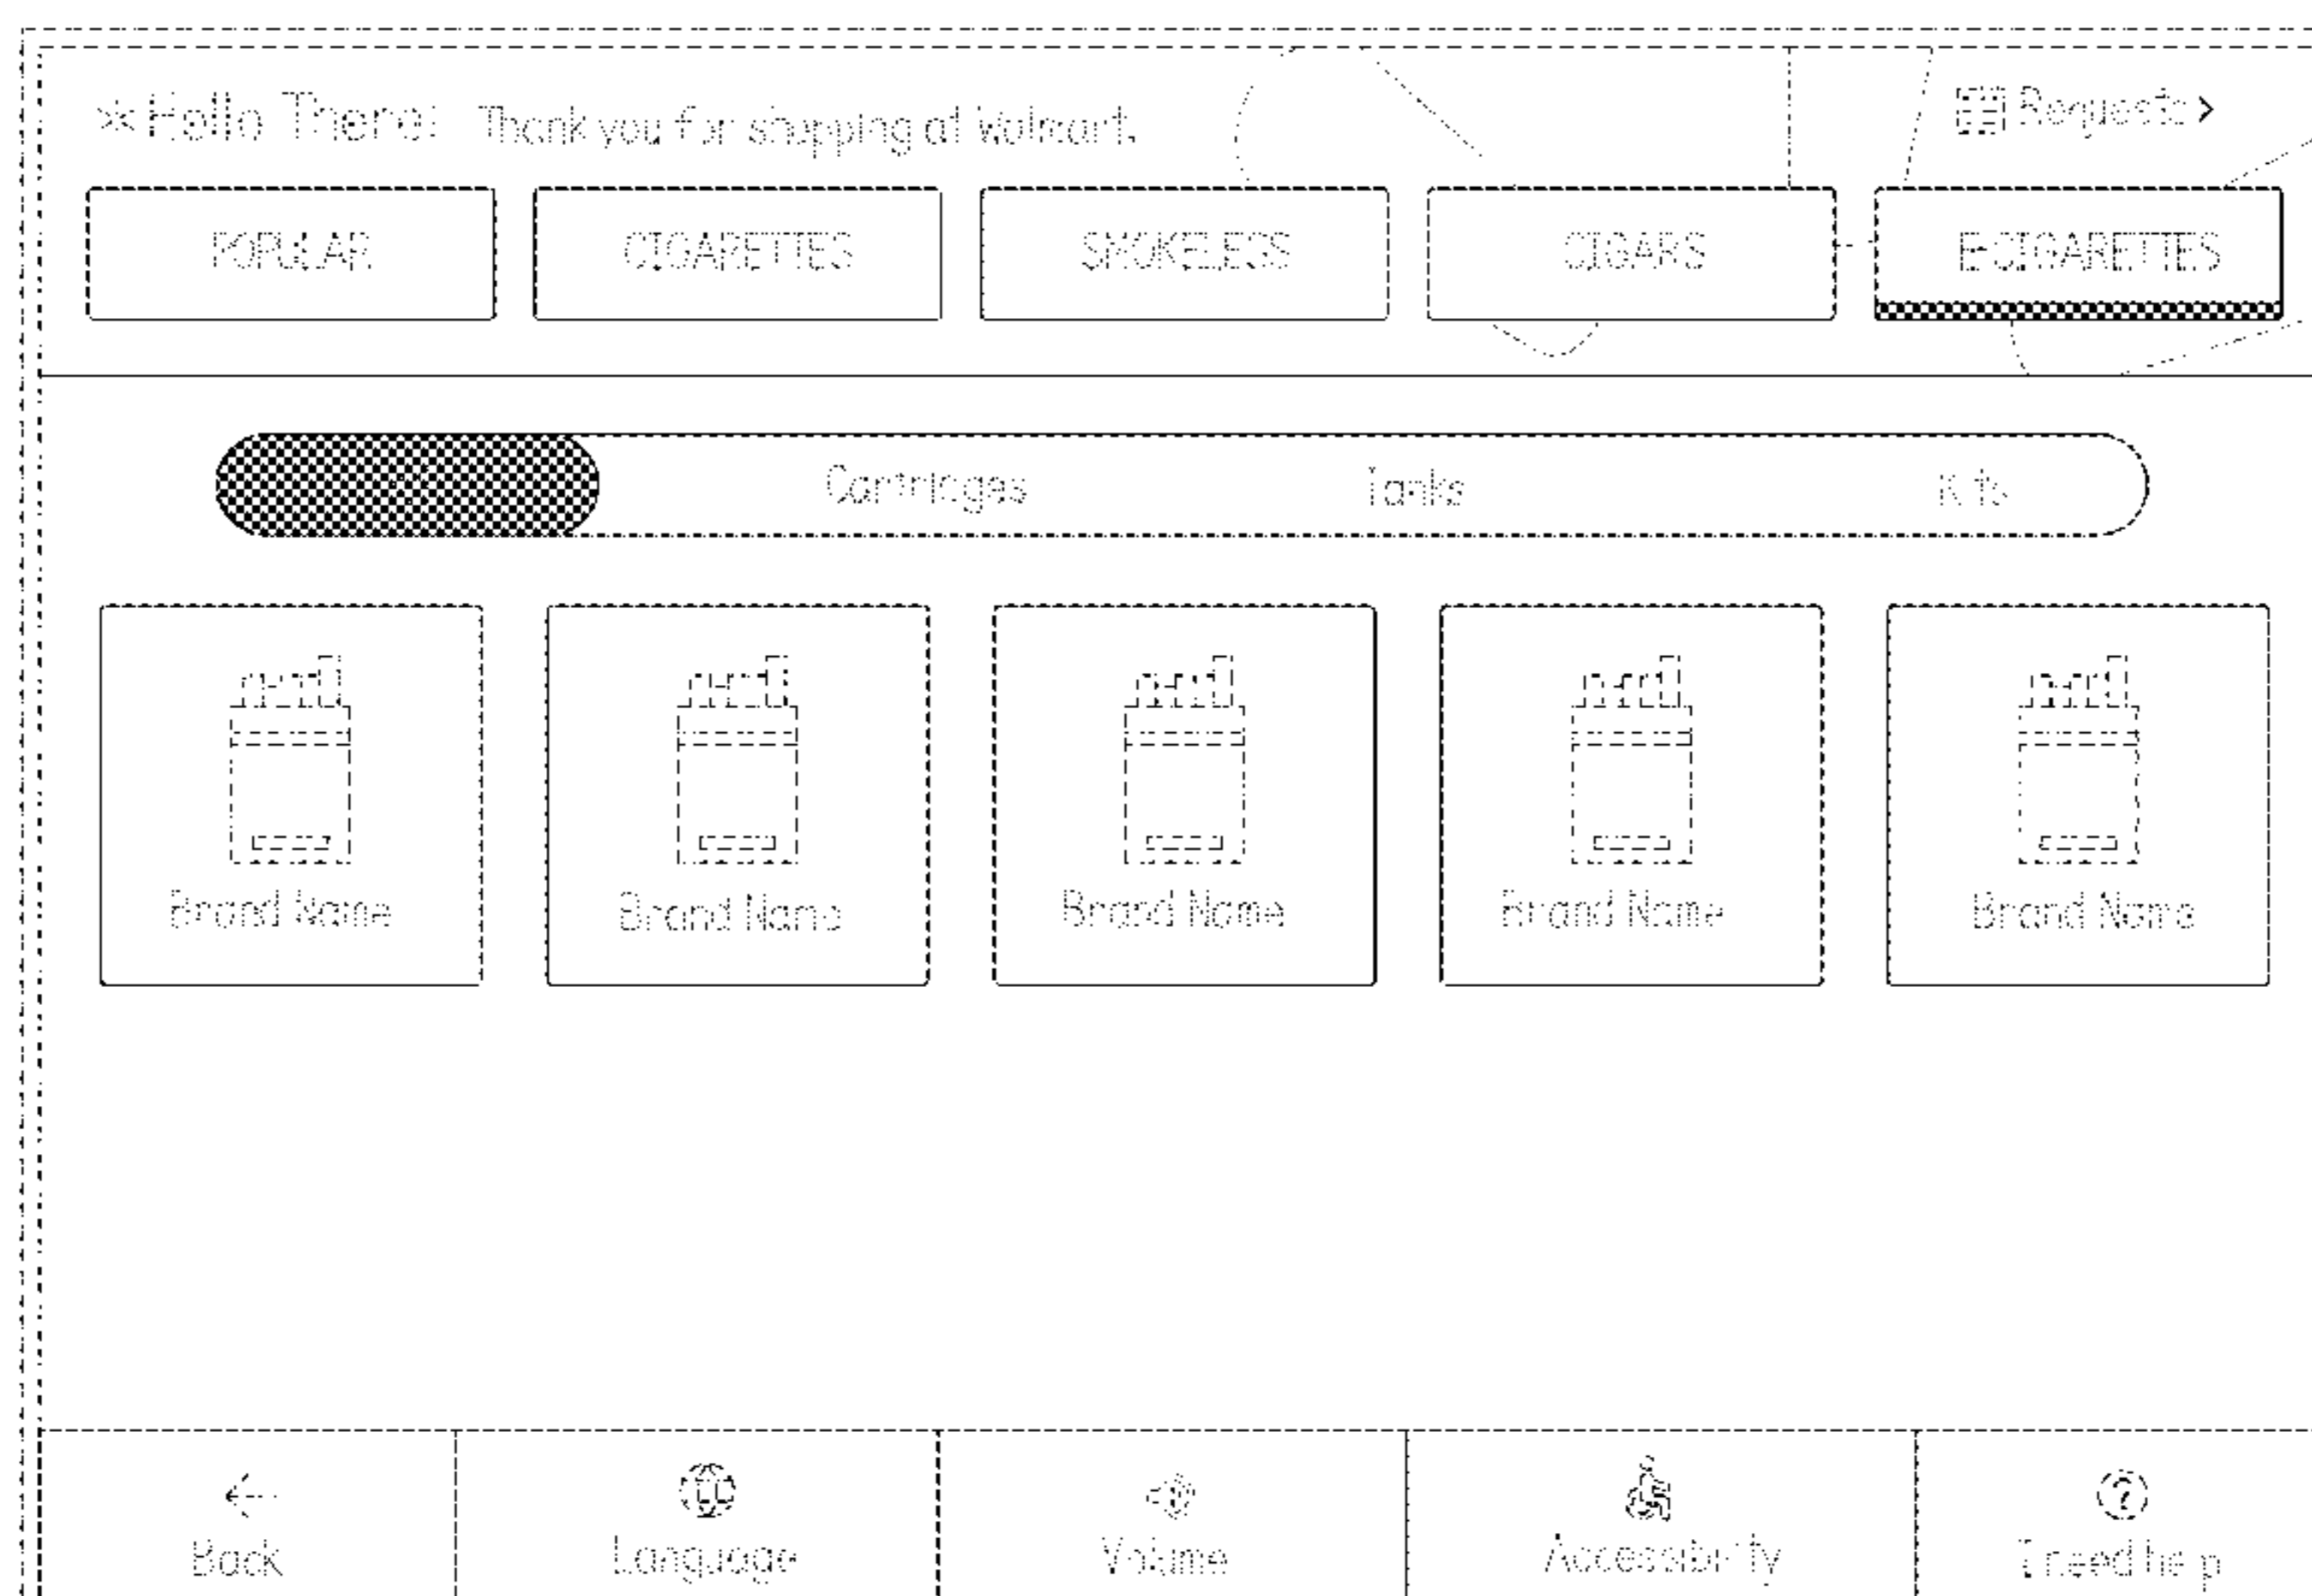 Hello There! Thank you for shopping at Walmart.
Requests >
POPULAR
CIGARETTES
SMOKELESS
CIGARS
E-CIGARETTES
Cartridges
Tanks
Kits
Brand Name
Brand Name
Brand Name
Brand Name
Brand Name
Back
Language
Volume
Accessibility
I need help